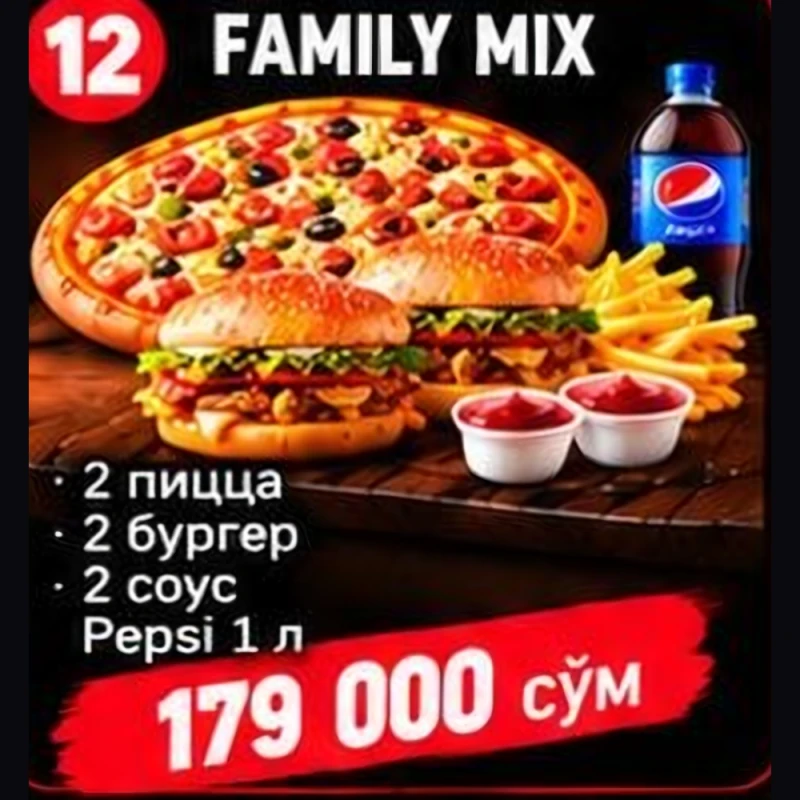 12
FAMILY MIX
· 2 пицца
· 2 бургер
· 2 соус
Pepsi 1 л
179 000 сўм